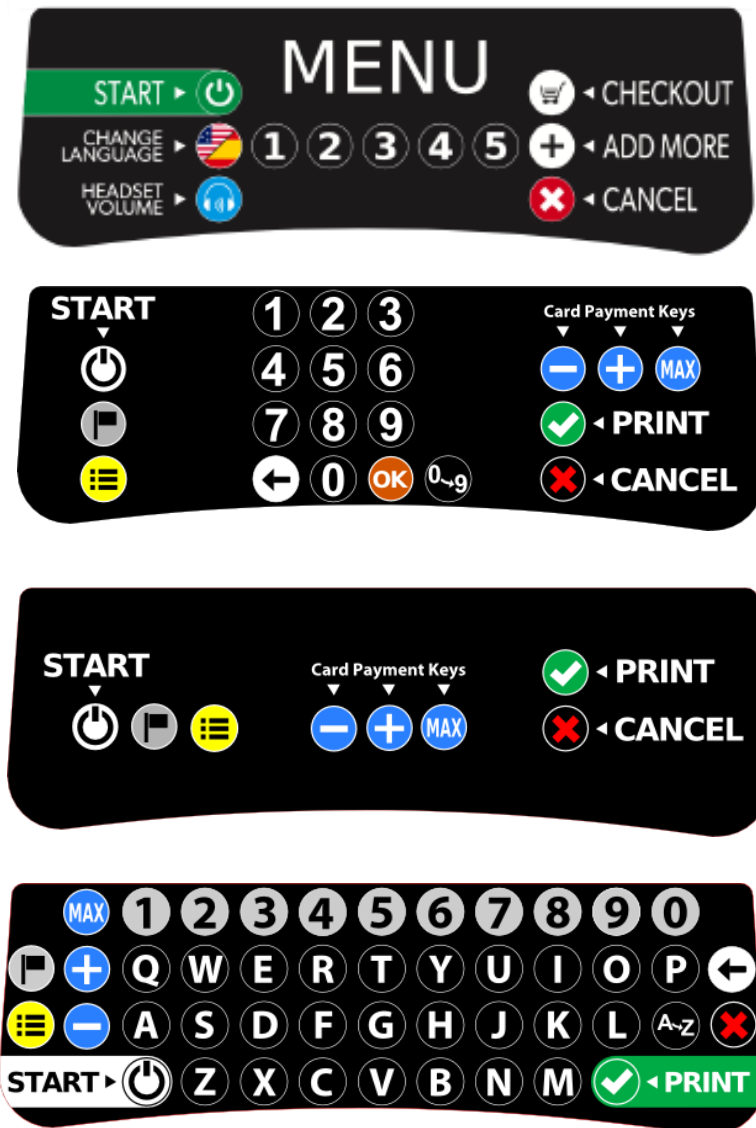 MENU
START
CHECKOUT
CHANGE
LANGUAGE
1 2 3 4 5
ADD MORE
HEADSET
VOLUME
CANCEL
START
1 2 3
Card Payment Keys
4 5 6
MAX
7 8 9
PRINT
0 OK 0 9
CANCEL
START
Card Payment Keys
PRINT
MAX
CANCEL
MAX 1 2 3 4 5 6 7 8 9 0
Q W E R T Y U I O P
A S D F G H J K L A Z
START Z X C V B N M PRINT